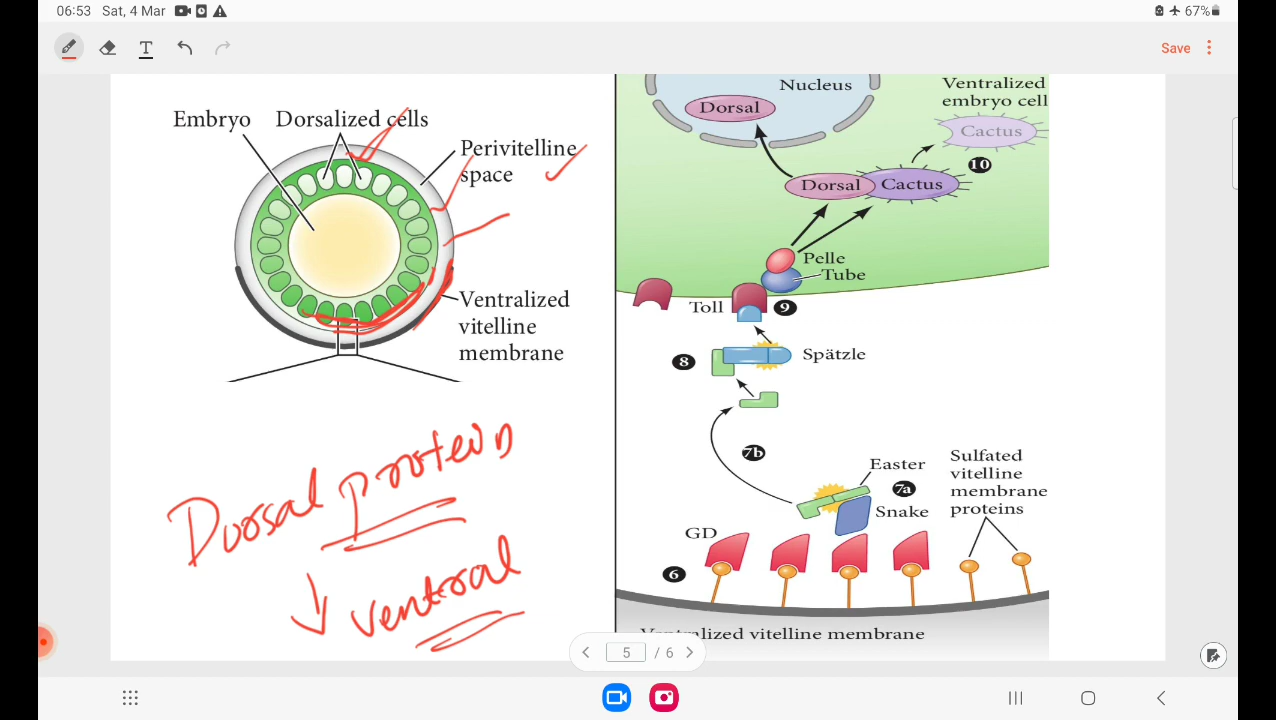 06:53 Sat, 4 Mar
67%
T
Save
Embryo Dorsalized cells
Perivitelline
space
Ventralized
vitelline
membrane
Dorsal protein
ventral
Nucleus
Dorsal
Ventralized
embryo cell
Cactus
10
Dorsal Cactus
Pelle
Tube
Toll
9
8
Spätzle
7b
Easter
7a
Snake
Sulfated
vitelline
membrane
proteins
GD
6
Ventralized vitelline membrane
5 / 6